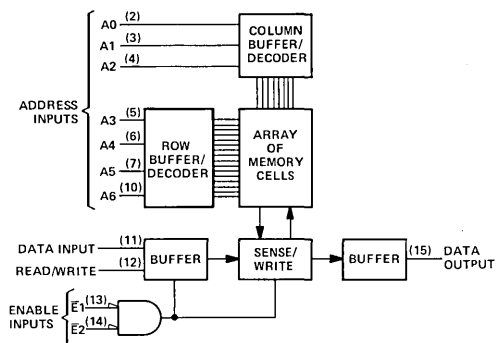 A0 (2)
A1 (3)
A2 (4)
COLUMN
BUFFER/
DECODER
ADDRESS
INPUTS
A3 (5)
A4 (6)
A5 (7)
A6 (10)
ROW
BUFFER/
DECODER
ARRAY
OF
MEMORY
CELLS
DATA INPUT (11)
READ/WRITE (12)
BUFFER
SENSE/
WRITE
BUFFER
(15) DATA
OUTPUT
ENABLE
INPUTS
E̅1 (13)
E̅2 (14)